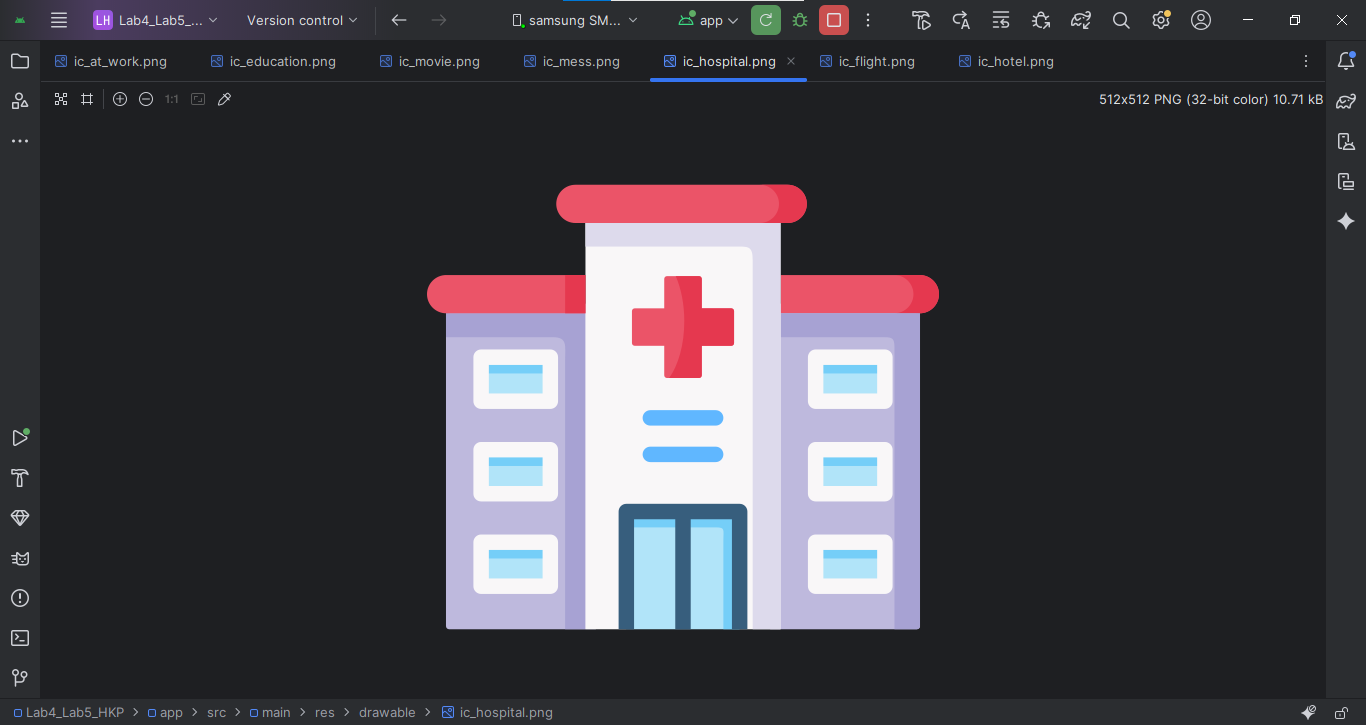 LH Lab4_Lab5_... Version control samsung SM... app
ic_at_work.png ic_education.png ic_movie.png ic_mess.png ic_hospital.png ic_flight.png ic_hotel.png
1:1 512x512 PNG (32-bit color) 10.71 kB
Lab4_Lab5_HKP > app > src > main > res > drawable > ic_hospital.png